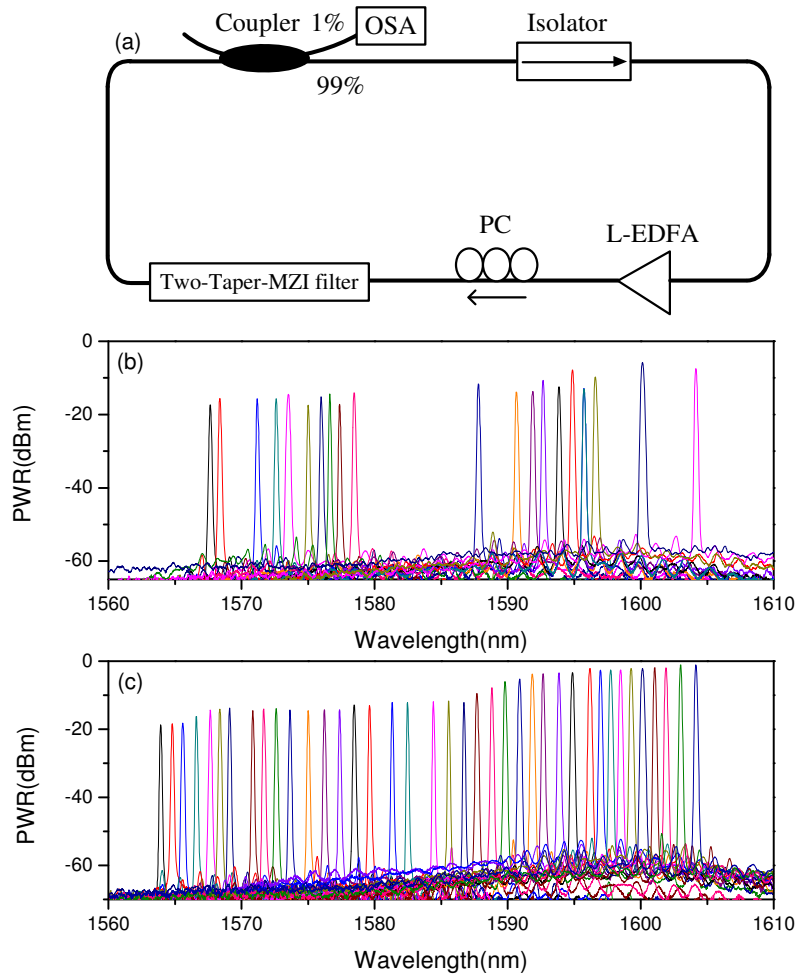 (a)
Coupler 1% OSA
99%
Isolator
PC
L-EDFA
Two-Taper-MZI filter
(b)
PWR(dBm)
0
-20
-40
-60
1560 1570 1580 1590 1600 1610
Wavelength(nm)
(c)
PWR(dBm)
0
-20
-40
-60
1560 1570 1580 1590 1600 1610
Wavelength(nm)